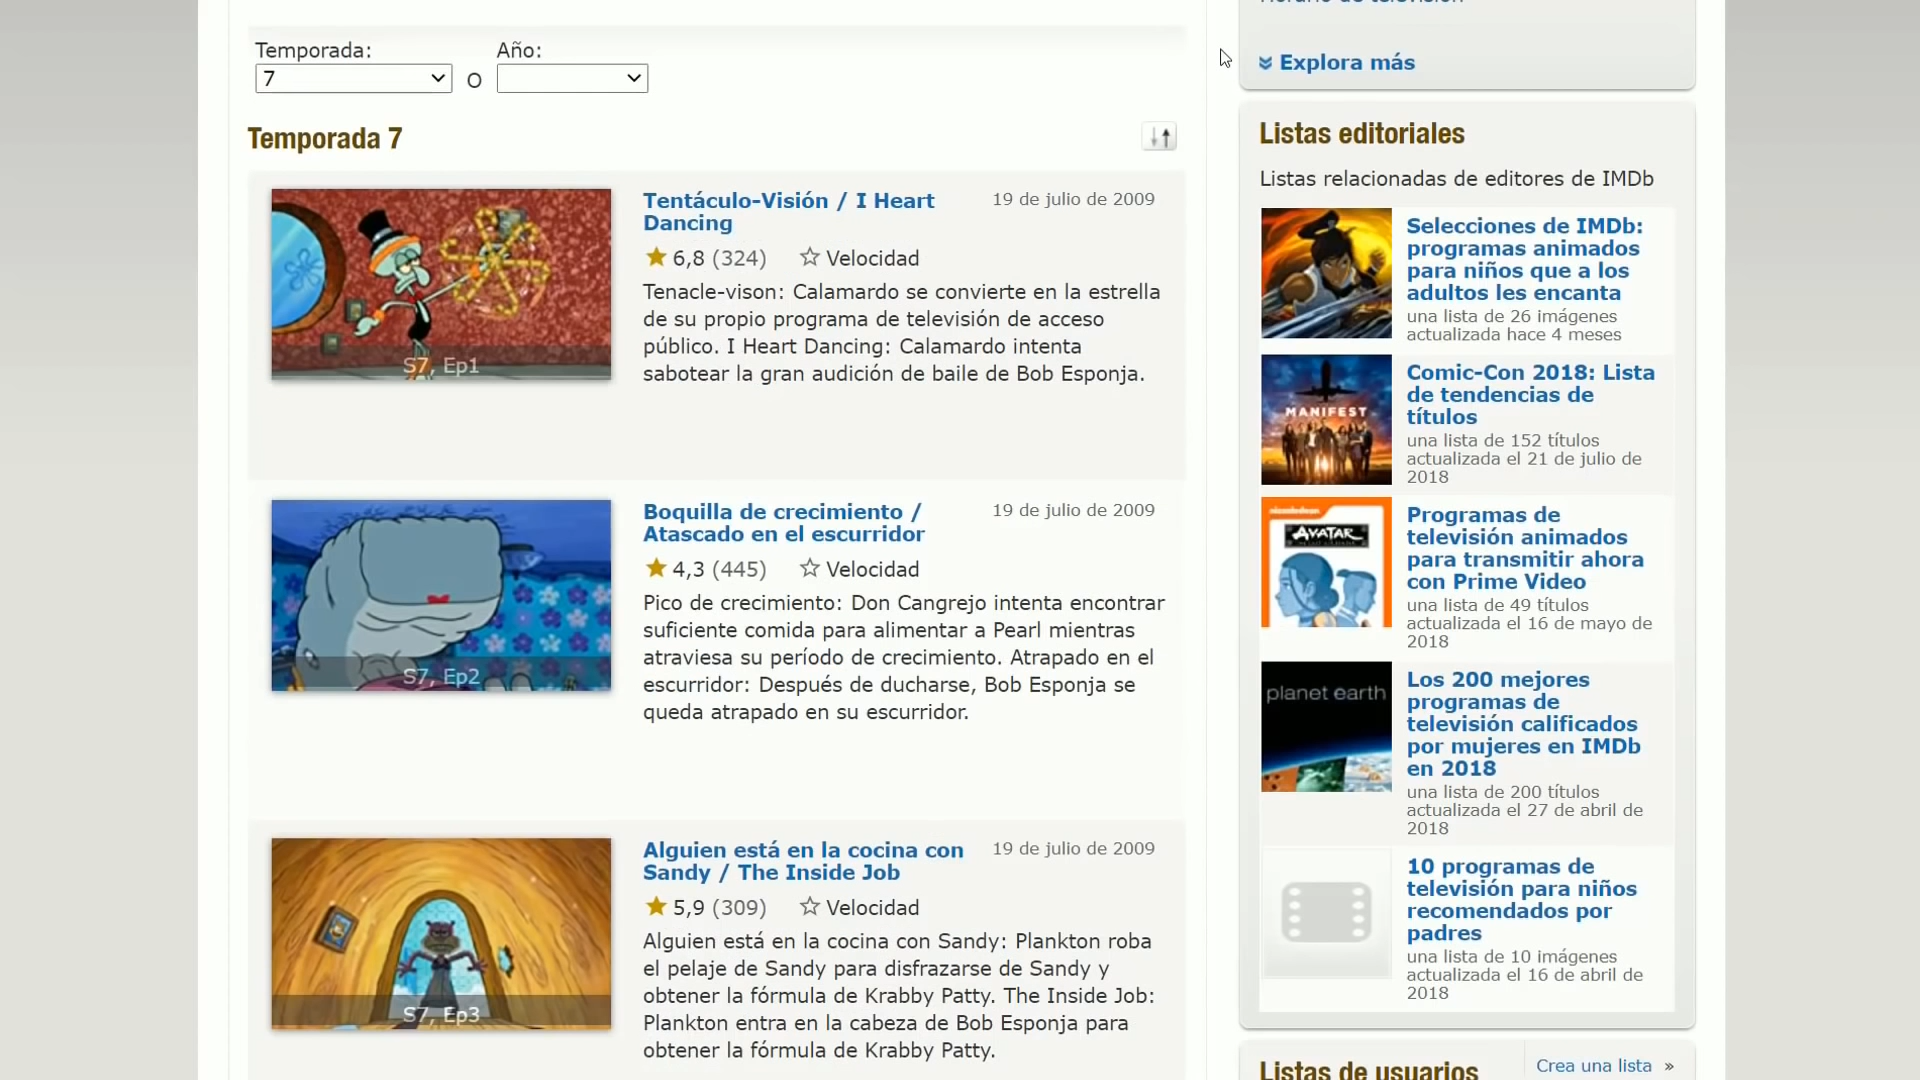 Temporada:
Año:
7
O
Temporada 7
S7, Ep1
Tentáculo-Visión / I Heart
Dancing
19 de julio de 2009
6,8 (324)
Velocidad
Tenacle-vison: Calamardo se convierte en la estrella
de su propio programa de televisión de acceso
público. I Heart Dancing: Calamardo intenta
sabotear la gran audición de baile de Bob Esponja.
S7, Ep2
Boquilla de crecimiento /
Atascado en el escurridor
19 de julio de 2009
4,3 (445)
Velocidad
Pico de crecimiento: Don Cangrejo intenta encontrar
suficiente comida para alimentar a Pearl mientras
atraviesa su período de crecimiento. Atrapado en el
escurridor: Después de ducharse, Bob Esponja se
queda atrapado en su escurridor.
S7, Ep3
Alguien está en la cocina con
Sandy / The Inside Job
19 de julio de 2009
5,9 (309)
Velocidad
Alguien está en la cocina con Sandy: Plankton roba
el pelaje de Sandy para disfrazarse de Sandy y
obtener la fórmula de Krabby Patty. The Inside Job:
Plankton entra en la cabeza de Bob Esponja para
obtener la fórmula de Krabby Patty.
Horario de televisión
Explora más
Listas editoriales
Listas relacionadas de editores de IMDb
Selecciones de IMDb:
programas animados
para niños que a los
adultos les encanta
una lista de 26 imágenes
actualizada hace 4 meses
MANIFEST
Comic-Con 2018: Lista
de tendencias de
títulos
una lista de 152 títulos
actualizada el 21 de julio de
2018
nickelodeon
AVATAR
Programas de
televisión animados
para transmitir ahora
con Prime Video
una lista de 49 títulos
actualizada el 16 de mayo de
2018
planet earth
Los 200 mejores
programas de
televisión calificados
por mujeres en IMDb
en 2018
una lista de 200 títulos
actualizada el 27 de abril de
2018
10 programas de
televisión para niños
recomendados por
padres
una lista de 10 imágenes
actualizada el 16 de abril de
2018
Listas de usuarios
Crea una lista »